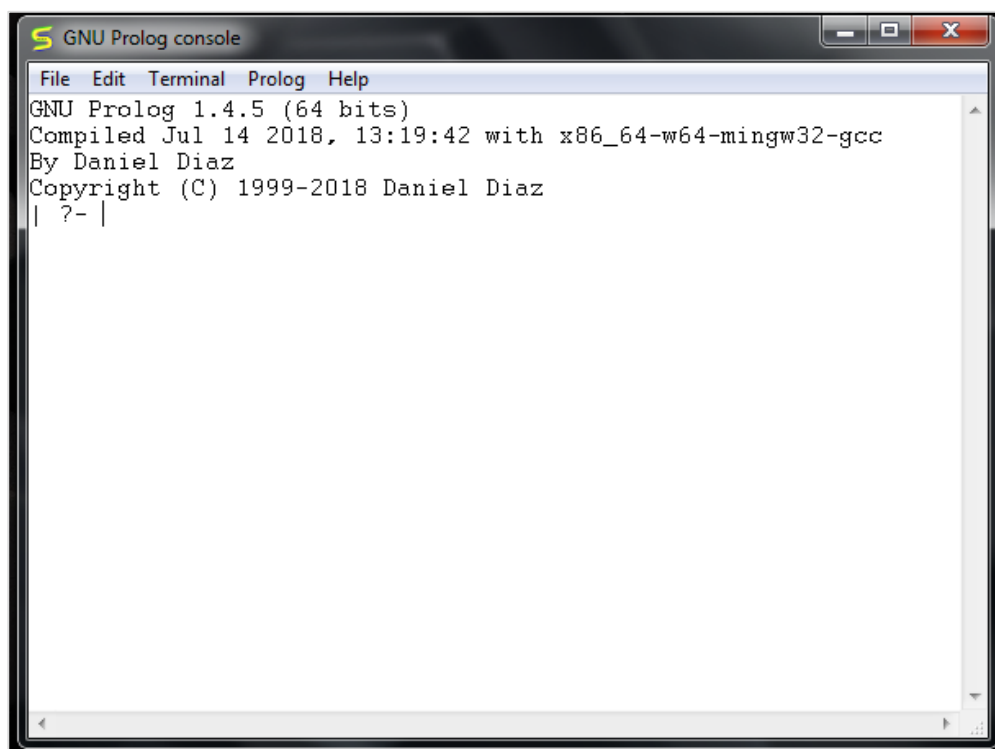 GNU Prolog console
File Edit Terminal Prolog Help
GNU Prolog 1.4.5 (64 bits)
Compiled Jul 14 2018, 13:19:42 with x86_64-w64-mingw32-gcc
By Daniel Diaz
Copyright (C) 1999-2018 Daniel Diaz
| ?-